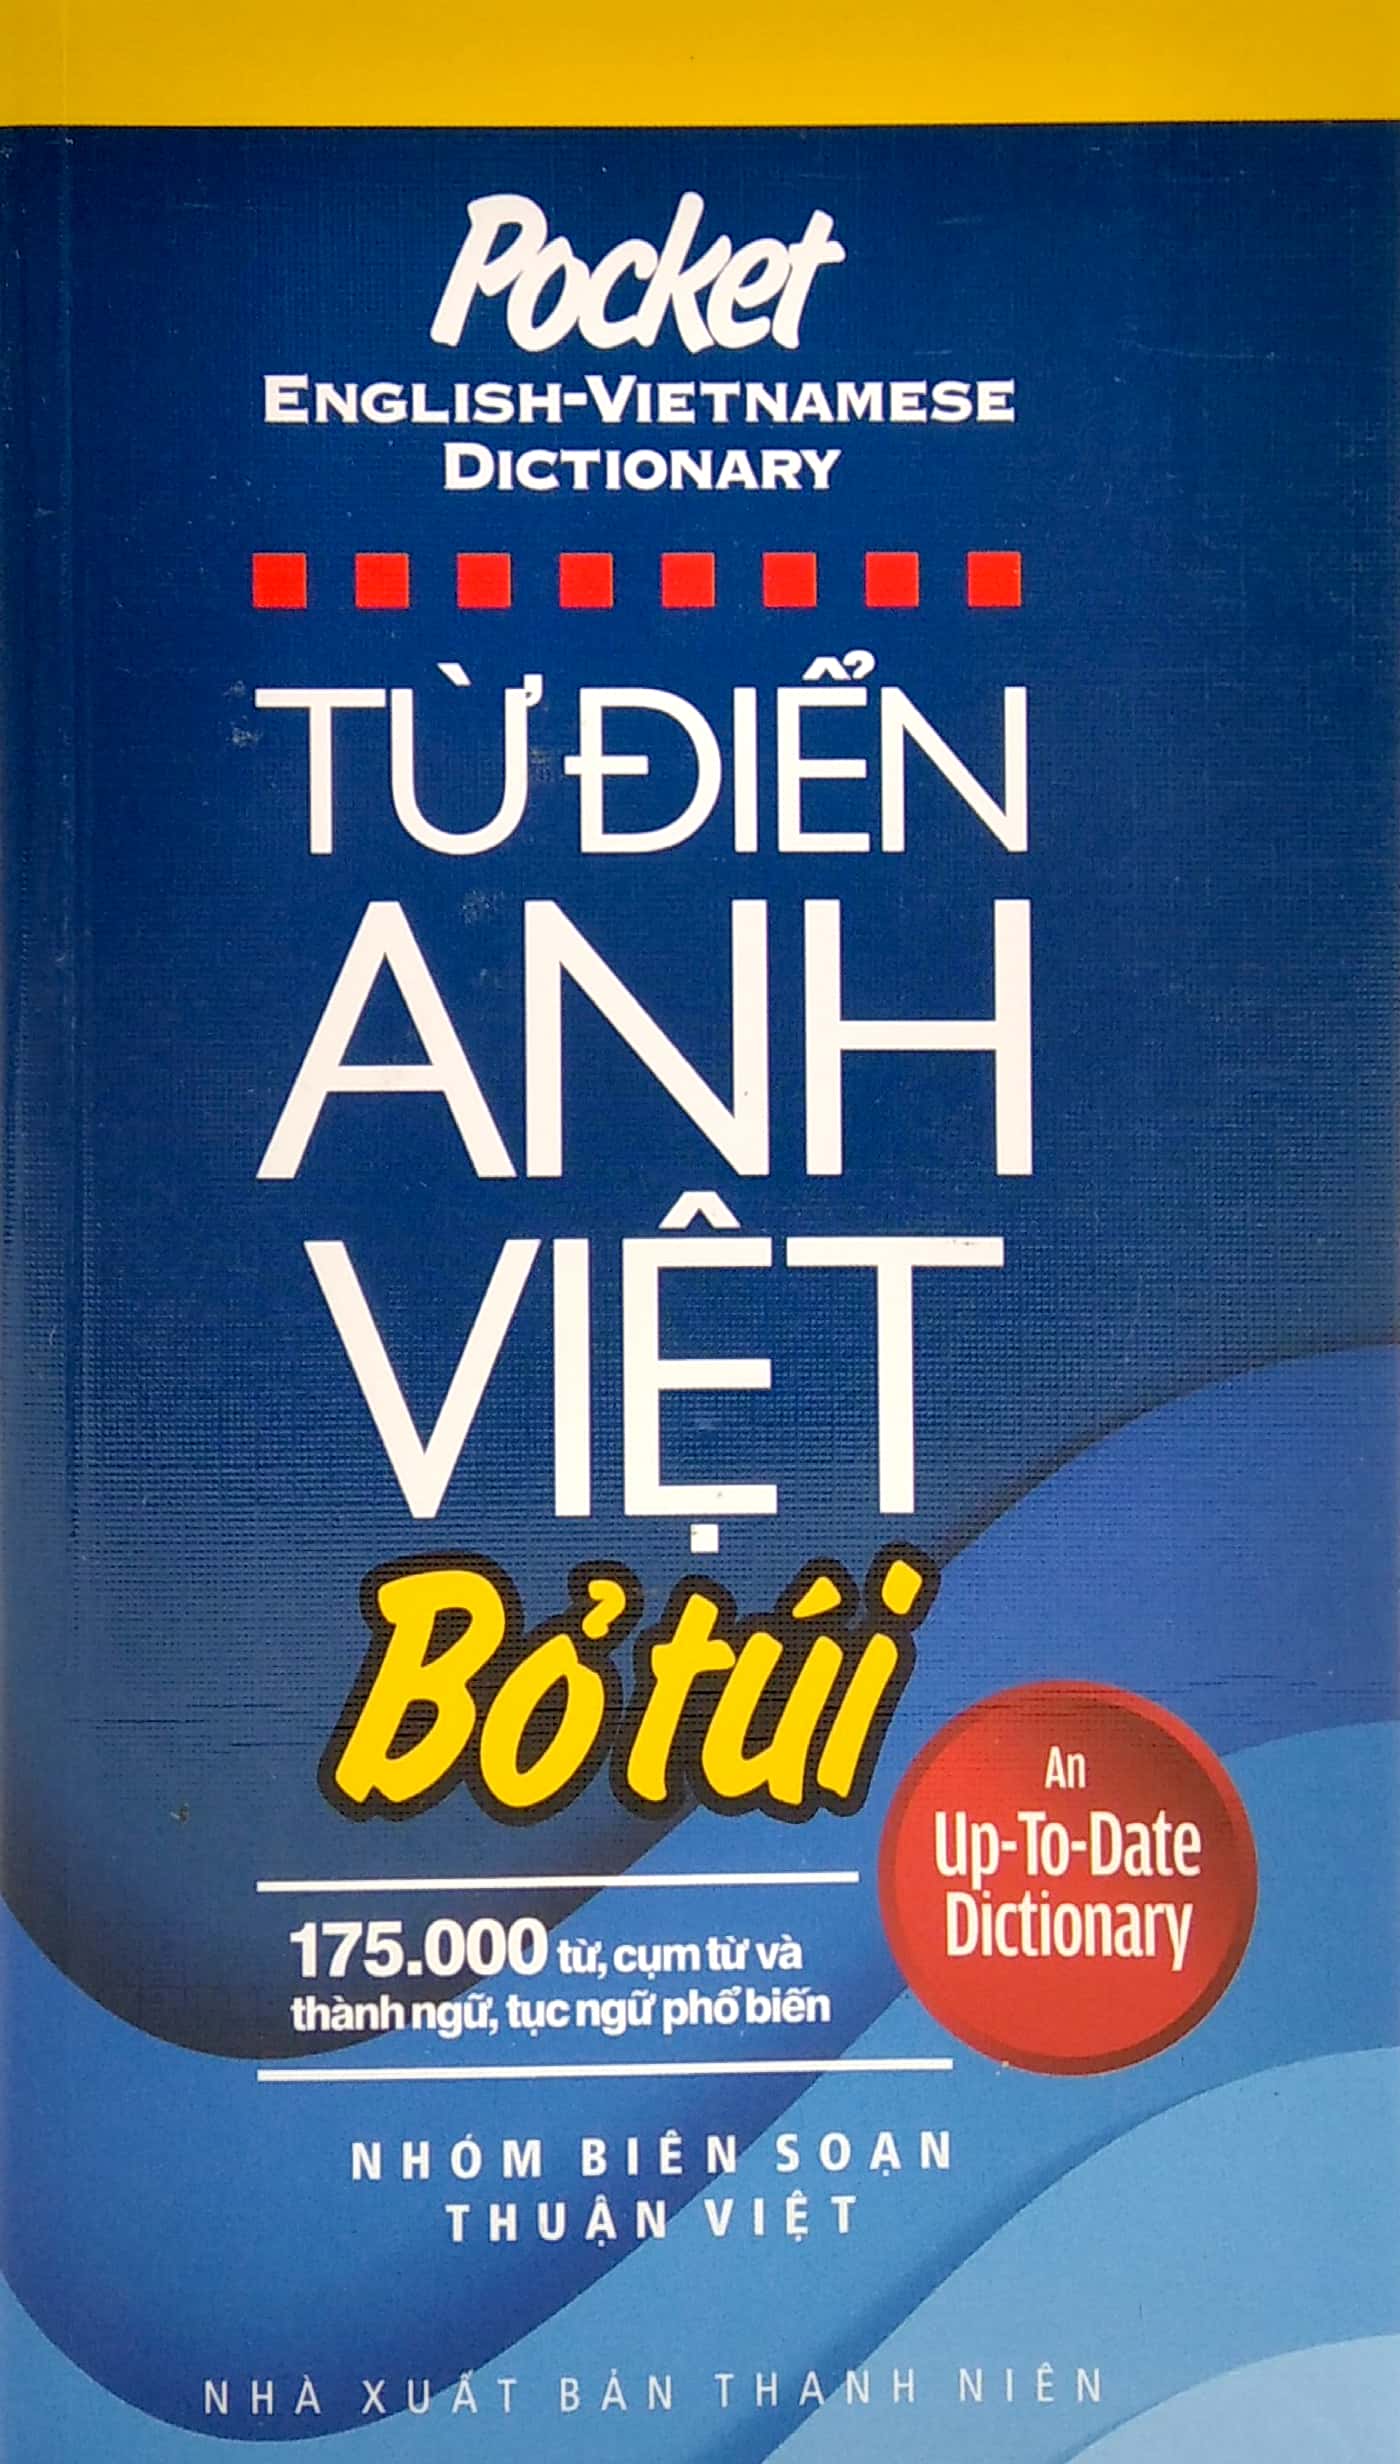 Pocket
ENGLISH-VIETNAMESE
DICTIONARY
TỪ ĐIỂN
ANH
VIỆT
Bỏ túi
An
Up-To-Date
Dictionary
175.000 từ, cụm từ và
thành ngữ, tục ngữ phổ biến
NHÓM BIÊN SOẠN
THUẬN VIỆT
NHÀ XUẤT BẢN THANH NIÊN